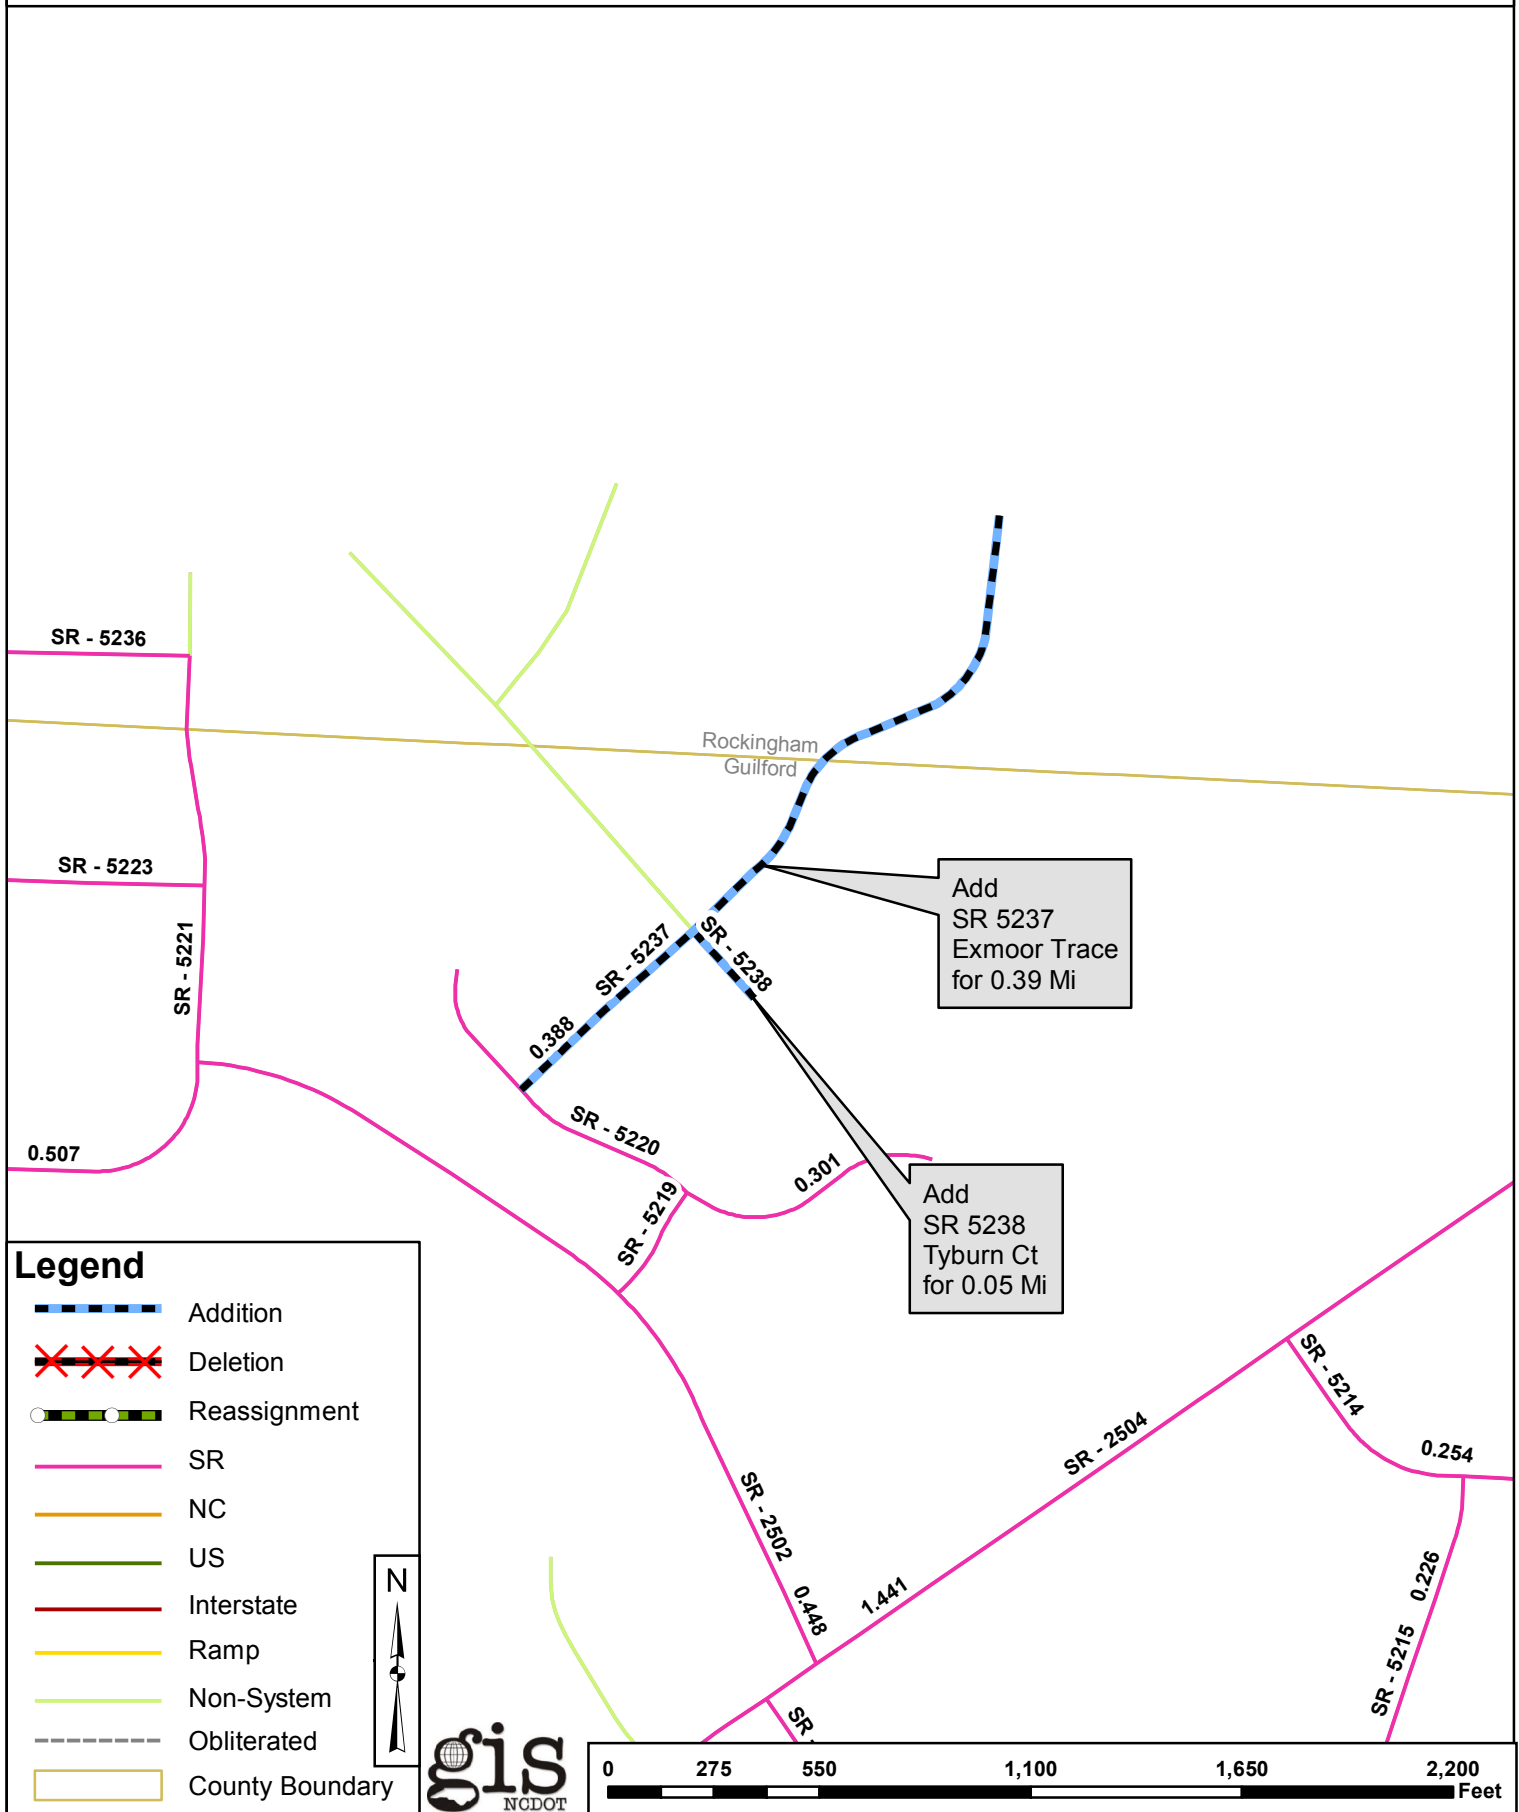 SR - 5236
Rockingham
Guilford
SR - 5223
Add
SR 5237
Exmoor Trace
for 0.39 Mi
SR - 5221
SR - 5237
SR - 5238
0.388
SR - 5220
0.507
0.301
SR - 5219
Add
SR 5238
Tyburn Ct
for 0.05 Mi
SR - 5214
SR - 2504
0.254
SR - 2502
0.448
1.441
0.226
SR - 5215
SR -
Legend
Addition
Deletion
Reassignment
SR
NC
US
Interstate
Ramp
Non-System
Obliterated
County Boundary
N
gis
NCDOT
0 275 550 1,100 1,650 2,200
Feet